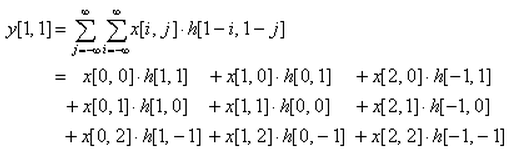 y[1,1] = ∑_{j=-∞}^{∞} ∑_{i=-∞}^{∞} x[i, j]·h[1-i, 1-j]
= x[0, 0]·h[1, 1] + x[1, 0]·h[0, 1] + x[2, 0]·h[-1, 1]
+ x[0, 1]·h[1, 0] + x[1, 1]·h[0, 0] + x[2, 1]·h[-1, 0]
+ x[0, 2]·h[1, -1] + x[1, 2]·h[0, -1] + x[2, 2]·h[-1, -1]